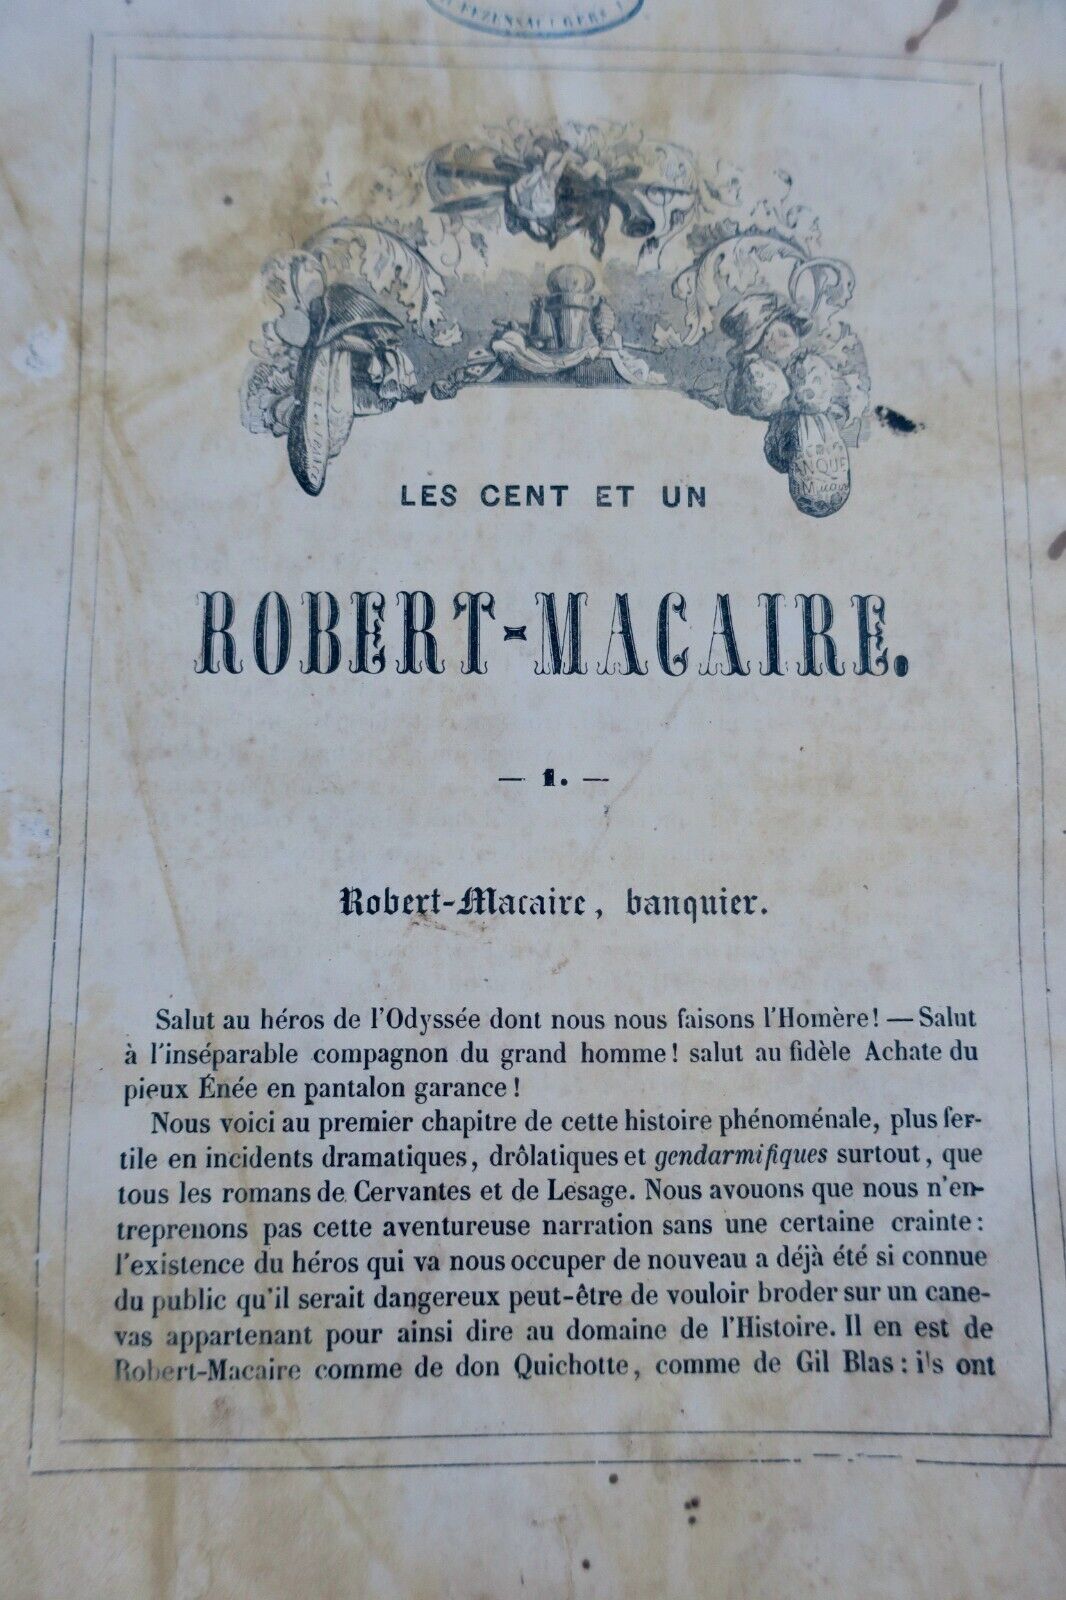 FEZENSAC (GERS)
LES CENT ET UN
ROBERT-MACAIRE.
— 1. —
Robert-Macaire, banquier.
Salut au héros de l'Odyssée dont nous nous faisons l'Homère! — Salut
à l'inséparable compagnon du grand homme! salut au fidèle Achate du
pieux Énée en pantalon garance!
Nous voici au premier chapitre de cette histoire phénoménale, plus fer-
tile en incidents dramatiques, drôlatiques et gendarmifiques surtout, que
tous les romans de Cervantes et de Lesage. Nous avouons que nous n'en-
treprenons pas cette aventureuse narration sans une certaine crainte:
l'existence du héros qui va nous occuper de nouveau a déjà été si connue
du public qu'il serait dangereux peut-être de vouloir broder sur un cane-
vas appartenant pour ainsi dire au domaine de l'Histoire. Il en est de
Robert-Macaire comme de don Quichotte, comme de Gil Blas: ils ont